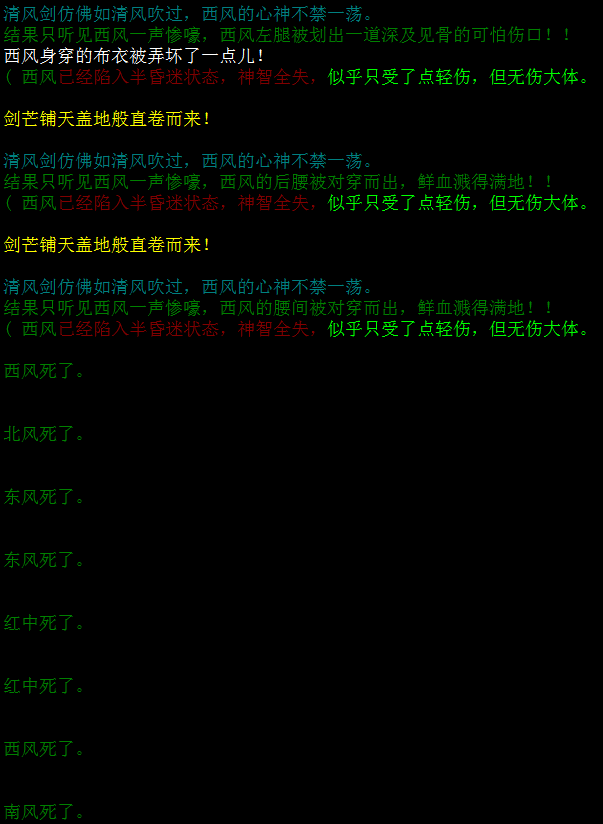 清风剑仿佛如清风吹过，西风的心神不禁一荡。
结果只听见西风一声惨嚎，西风左腿被划出一道深及见骨的可怕伤口！！
西风身穿的布衣被弄坏了一点儿！
（ 西风已经陷入半昏迷状态，神智全失，似乎只受了点轻伤，但无伤大体。
剑芒铺天盖地般直卷而来！
清风剑仿佛如清风吹过，西风的心神不禁一荡。
结果只听见西风一声惨嚎，西风的后腰被对穿而出，鲜血溅得满地！！
（ 西风已经陷入半昏迷状态，神智全失，似乎只受了点轻伤，但无伤大体。
剑芒铺天盖地般直卷而来！
清风剑仿佛如清风吹过，西风的心神不禁一荡。
结果只听见西风一声惨嚎，西风的腰间被对穿而出，鲜血溅得满地！！
（ 西风已经陷入半昏迷状态，神智全失，似乎只受了点轻伤，但无伤大体。
西风死了。
北风死了。
东风死了。
东风死了。
红中死了。
红中死了。
西风死了。
南风死了。